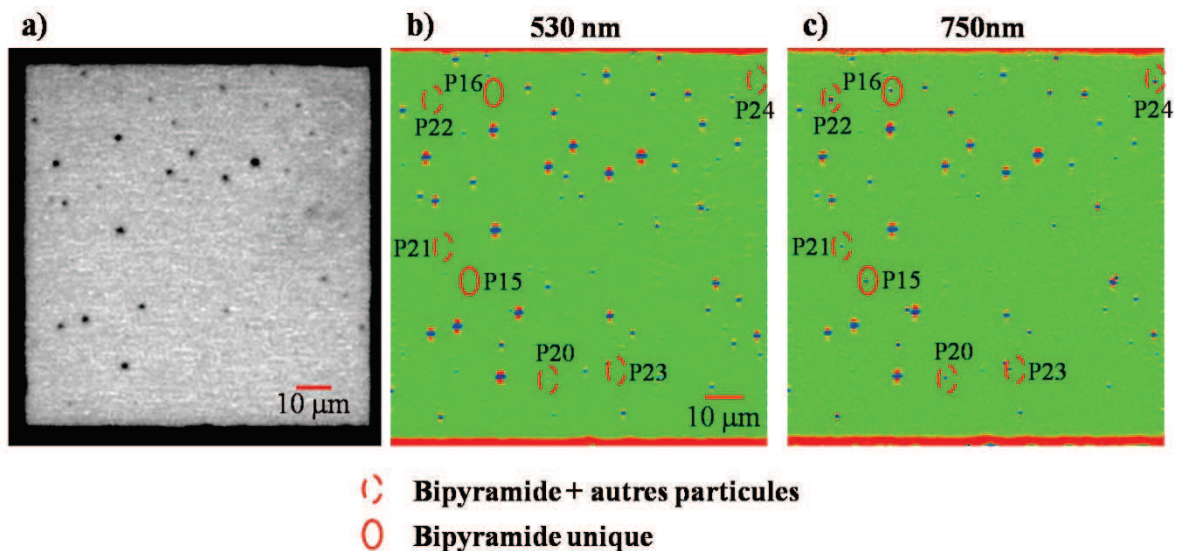 a)
b)
530 nm
c)
750nm
P16
P22
P24
P21
P15
P20
P23
10 µm
P16
P22
P24
P21
P15
P20
P23
10 µm
Bipyramide + autres particules
Bipyramide unique